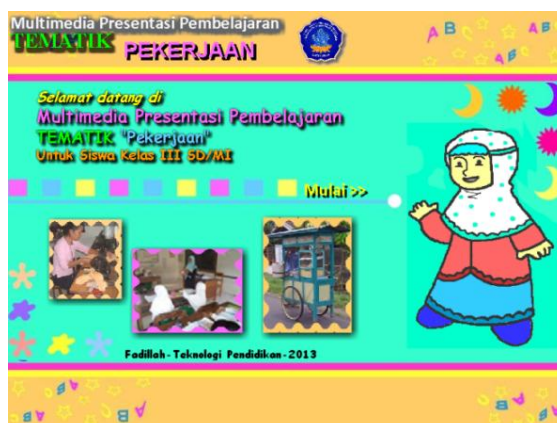 Multimedia Presentasi Pembelajaran
TEMATIK PEKERJAAN
Selamat datang di
Multimedia Presentasi Pembelajaran
TEMATIK "Pekerjaan"
Untuk Siswa Kelas III SD/MI
Mulai >>
Fadillah - Teknologi Pendidikan - 2013